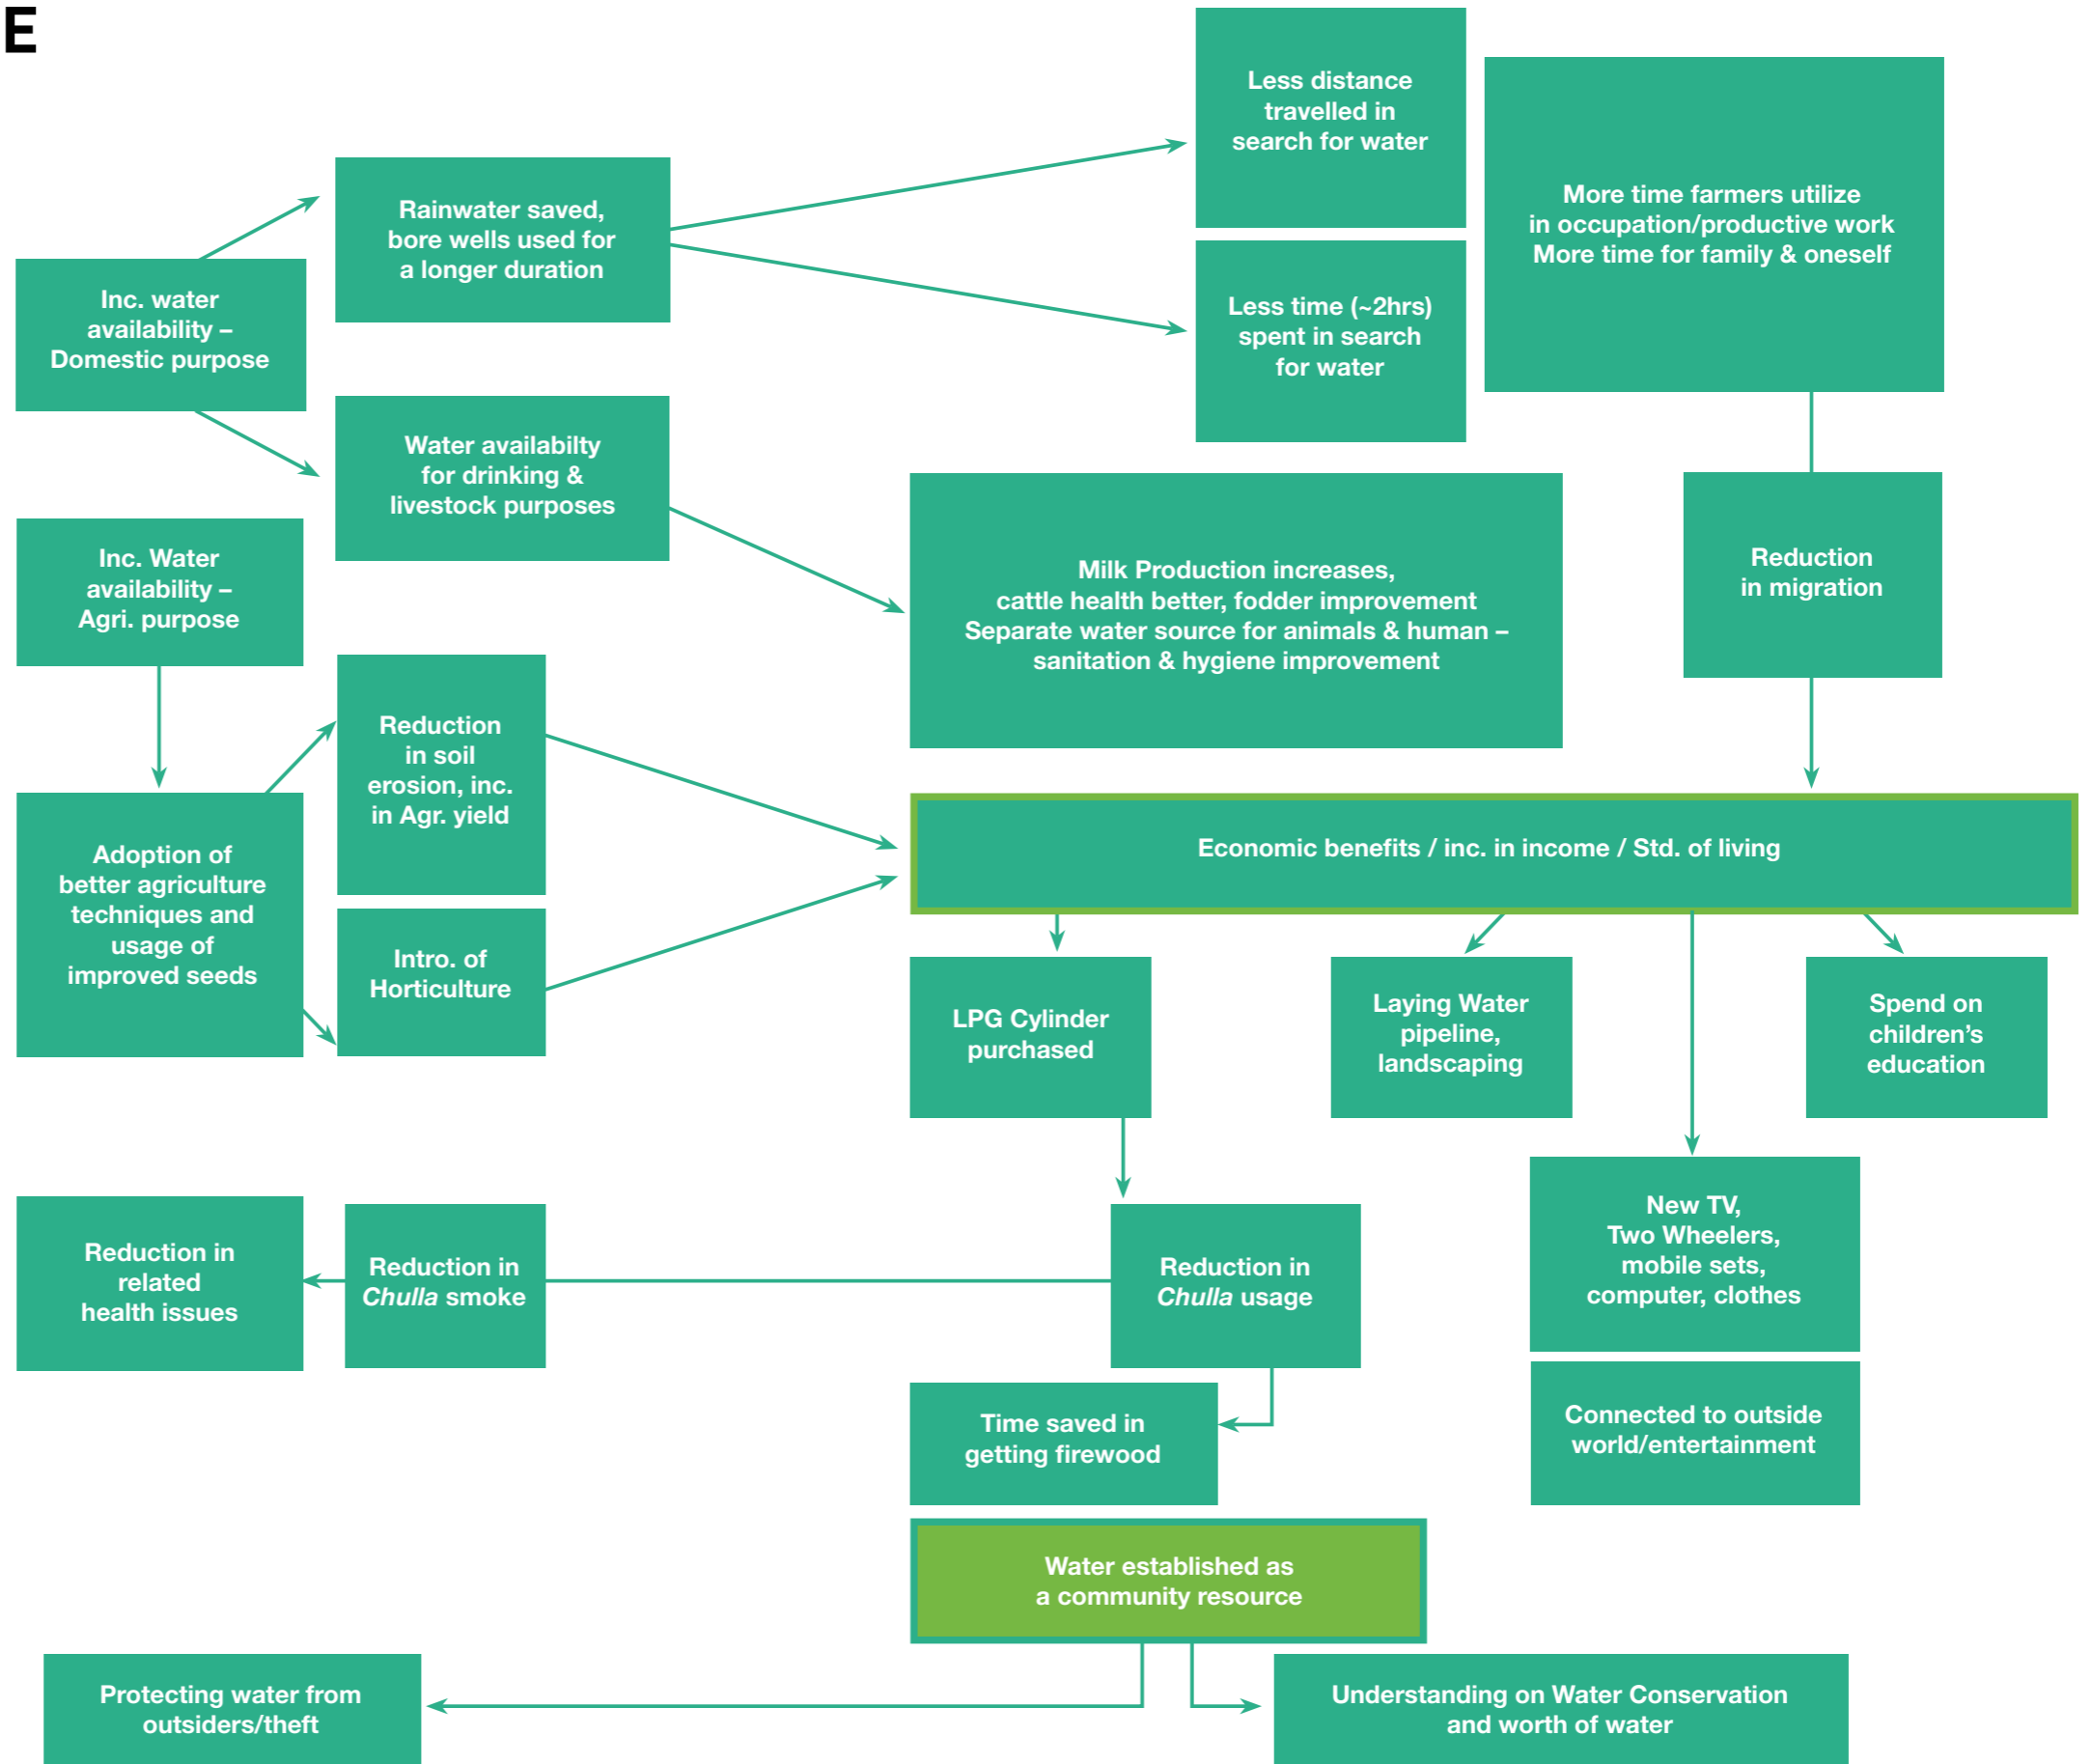 E
Less distance
travelled in
search for water
More time farmers utilize
in occupation/productive work
More time for family & oneself
Rainwater saved,
bore wells used for
a longer duration
Inc. water
availability –
Domestic purpose
Less time (~2hrs)
spent in search
for water
Water availabilty
for drinking &
livestock purposes
Inc. Water
availability –
Agri. purpose
Milk Production increases,
cattle health better, fodder improvement
Separate water source for animals & human –
sanitation & hygiene improvement
Reduction
in migration
Reduction
in soil
erosion, inc.
in Agr. yield
Adoption of
better agriculture
techniques and
usage of
improved seeds
Economic benefits / inc. in income / Std. of living
Intro. of
Horticulture
LPG Cylinder
purchased
Laying Water
pipeline,
landscaping
Spend on
children’s
education
New TV,
Two Wheelers,
mobile sets,
computer, clothes
Reduction in
related
health issues
Reduction in
Chulla smoke
Reduction in
Chulla usage
Time saved in
getting firewood
Connected to outside
world/entertainment
Water established as
a community resource
Protecting water from
outsiders/theft
Understanding on Water Conservation
and worth of water